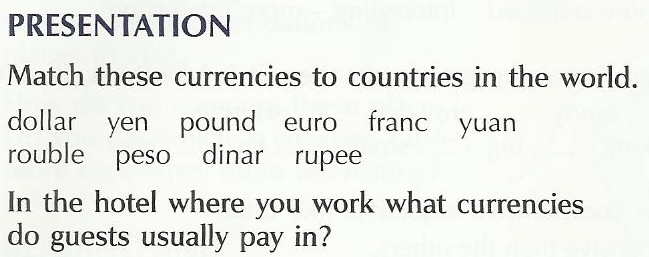 PRESENTATION
Match these currencies to countries in the world.
dollar yen pound euro franc yuan
rouble peso dinar rupee
In the hotel where you work what currencies
do guests usually pay in?